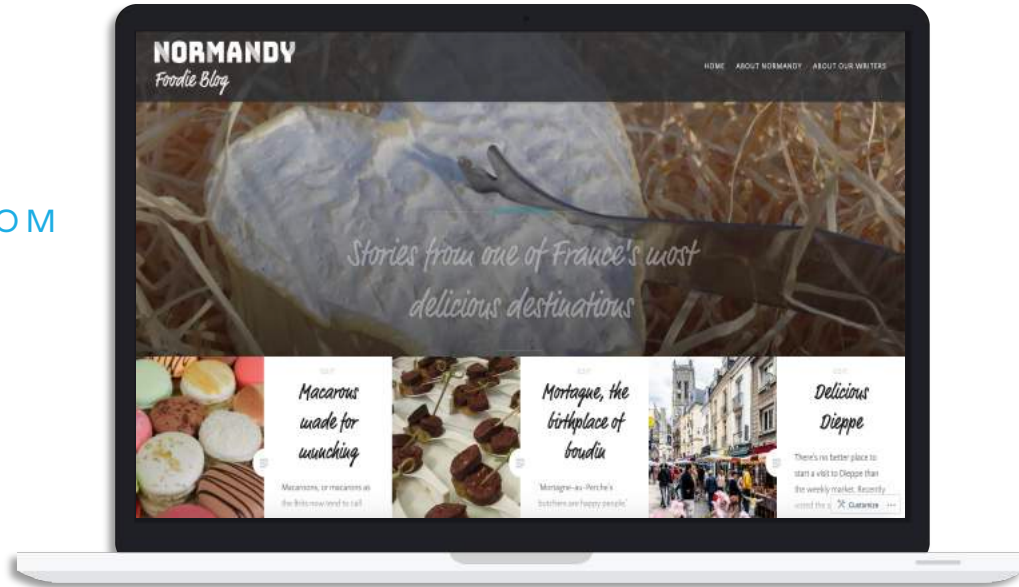 NORMANDY
Foodie Blog
HOME ABOUT NORMANDY ABOUT OUR WRITERS
OM
Stories from one of France's most
delicious destinations
Macarons
made for
munching
Macaroons, or macarons as
the Brits now tend to call
Mortagne, the
birthplace of
boudin
'Mortagne-au-Perche's
butchers are happy people.'
Delicious
Dieppe
There's no better place to
start a visit to Dieppe than
the weekly market. Recently
voted the
Customize